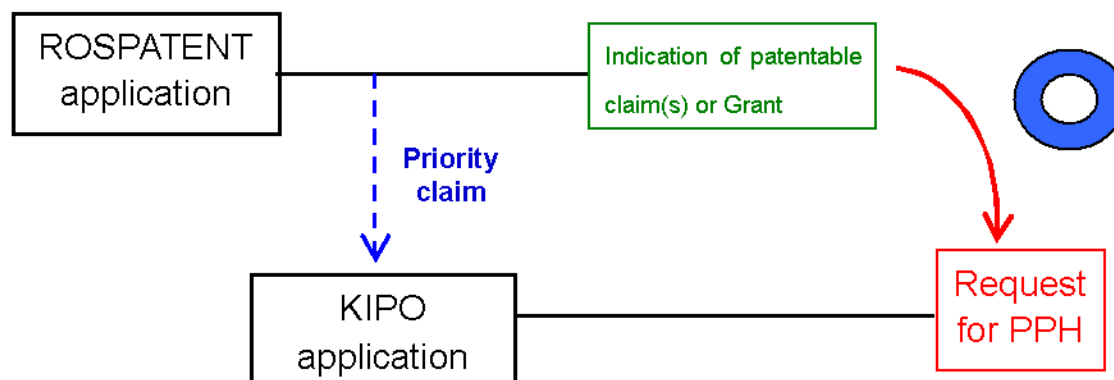 ROSPATENT
application
Indication of patentable
claim(s) or Grant
Priority
claim
KIPO
application
Request
for PPH